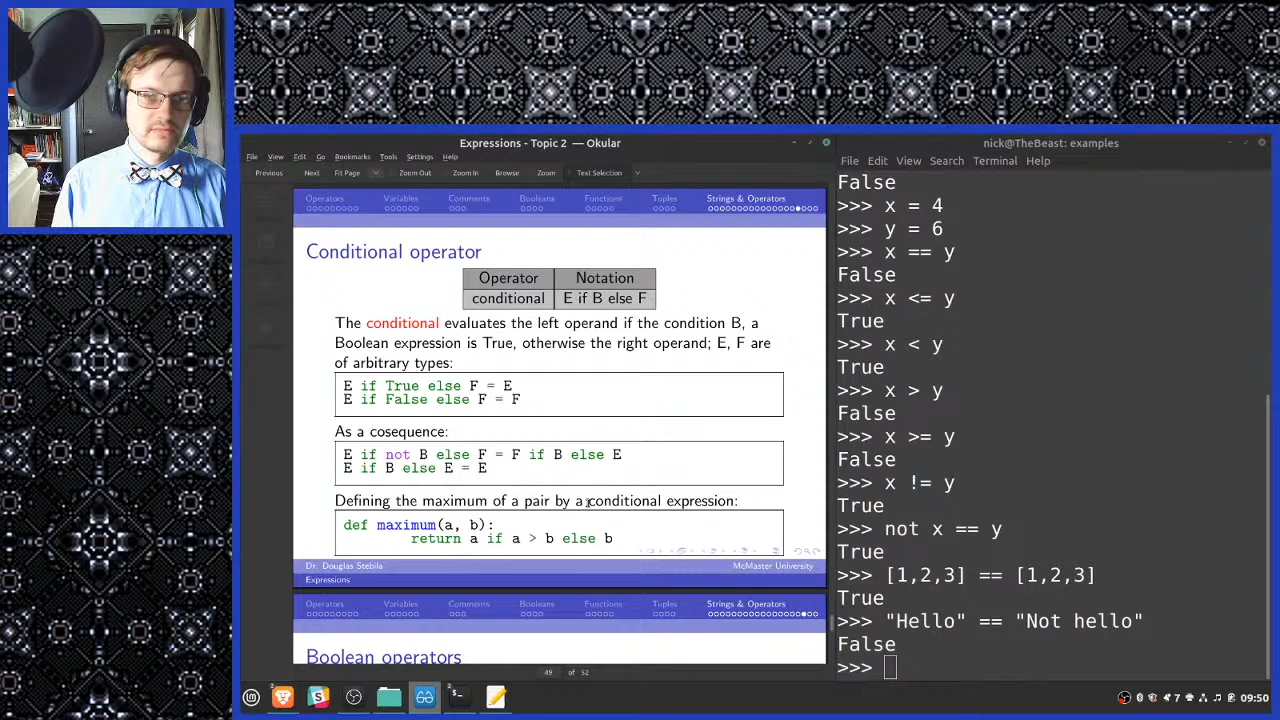 Expressions - Topic 2 — Okular
File View Edit Go Bookmarks Tools Settings Help
Previous Next Fit Page Zoom Out Zoom In Browse Zoom Text Selection
Operators Variables Comments Booleans Functions Tuples Strings & Operators
Conditional operator
Operator Notation
conditional E if B else F
The conditional evaluates the left operand if the condition B, a
Boolean expression is True, otherwise the right operand; E, F are
of arbitrary types:
E if True else F = E
E if False else F = F
As a cosequence:
E if not B else F = F if B else E
E if B else E = E
Defining the maximum of a pair by a conditional expression:
def maximum(a, b):
return a if a > b else b
Dr. Douglas Stebila McMaster University
Expressions
Operators Variables Comments Booleans Functions Tuples Strings & Operators
Boolean operators
49 of 52
nick@TheBeast: examples
File Edit View Search Terminal Help
False
>>> x = 4
>>> y = 6
>>> x == y
False
>>> x <= y
True
>>> x < y
True
>>> x > y
False
>>> x >= y
False
>>> x != y
True
>>> not x == y
True
>>> [1,2,3] == [1,2,3]
True
>>> "Hello" == "Not hello"
False
>>>
7 09:50